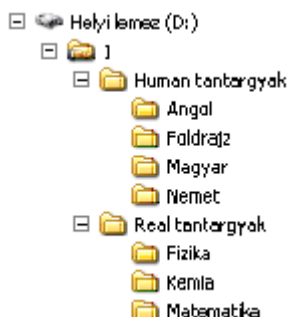 Helyi lemez (D:)
1
Human tantargyak
Angol
Foldrajz
Magyar
Nemet
Real tantargyak
Fizika
Kemia
Matematika